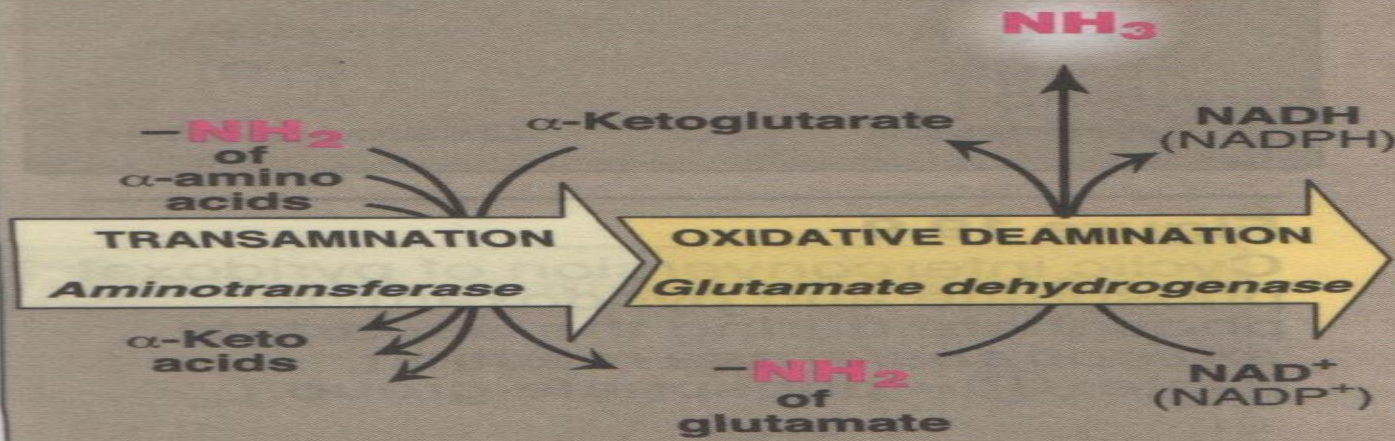 NH₃
–NH₂
of
α-amino
acids
α-Ketoglutarate
NADH
(NADPH)
TRANSAMINATION
Aminotransferase
OXIDATIVE DEAMINATION
Glutamate dehydrogenase
α-Keto
acids
–NH₂
of
glutamate
NAD⁺
(NADP⁺)